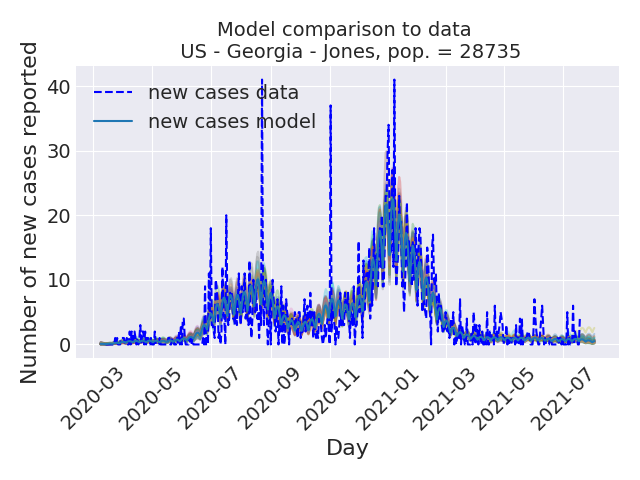 Model comparison to data
US - Georgia - Jones, pop. = 28735
Number of new cases reported
40
30
20
10
0
new cases data
new cases model
2020-03
2020-05
2020-07
2020-09
2020-11
2021-01
2021-03
2021-05
2021-07
Day